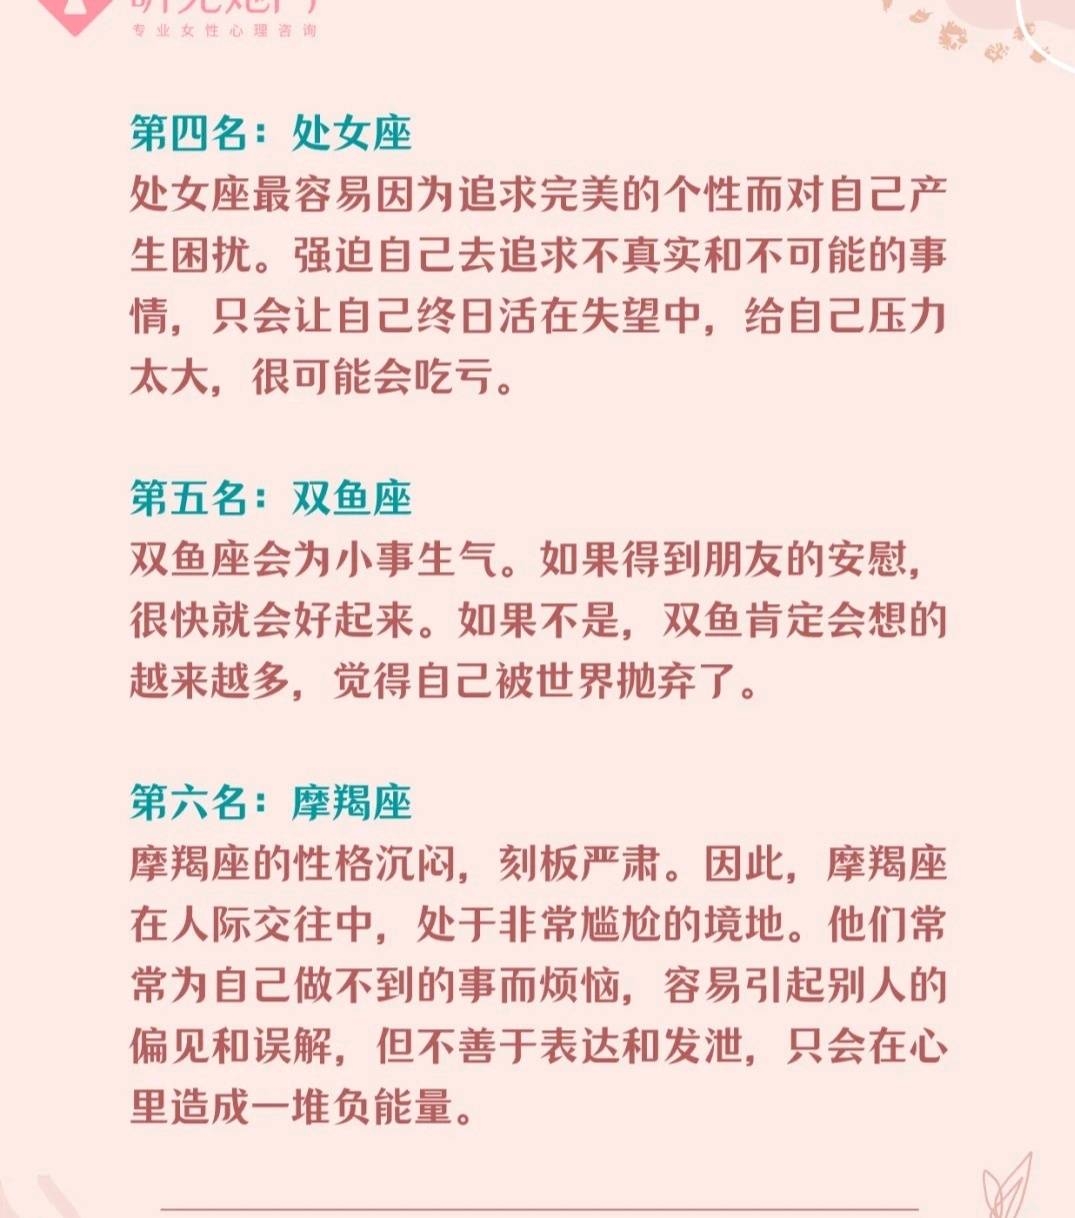 专业女性心理咨询
第四名：处女座
处女座最容易因为追求完美的个性而对自己产
生困扰。强迫自己去追求不真实和不可能的事
情，只会让自己终日活在失望中，给自己压力
太大，很可能会吃亏。
第五名：双鱼座
双鱼座会为小事生气。如果得到朋友的安慰，
很快就会好起来。如果不是，双鱼肯定会想的
越来越多，觉得自己被世界抛弃了。
第六名：摩羯座
摩羯座的性格沉闷，刻板严肃。因此，摩羯座
在人际交往中，处于非常尴尬的境地。他们常
常为自己做不到的事而烦恼，容易引起别人的
偏见和误解，但不善于表达和发泄，只会在心
里造成一堆负能量。